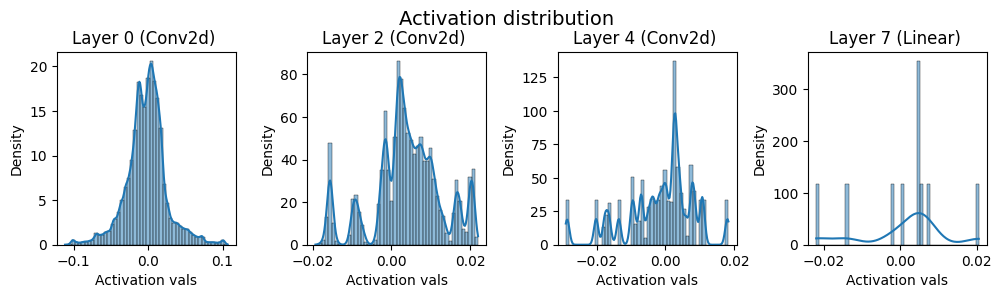 Activation distribution
Layer 0 (Conv2d)
Density
20
15
10
5
0
−0.1
0.0
0.1
Activation vals
Layer 2 (Conv2d)
Density
80
60
40
20
0
−0.02
0.00
0.02
Activation vals
Layer 4 (Conv2d)
Density
125
100
75
50
25
0
−0.02
0.00
0.02
Activation vals
Layer 7 (Linear)
Density
300
200
100
0
−0.02
0.00
0.02
Activation vals